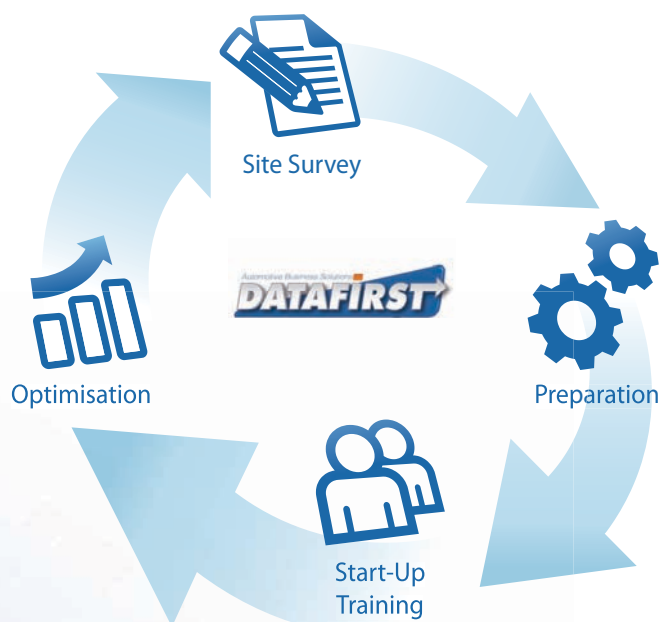 Site Survey
Automotive Business Solutions
DATAFIRST
Optimisation
Preparation
Start-Up
Training